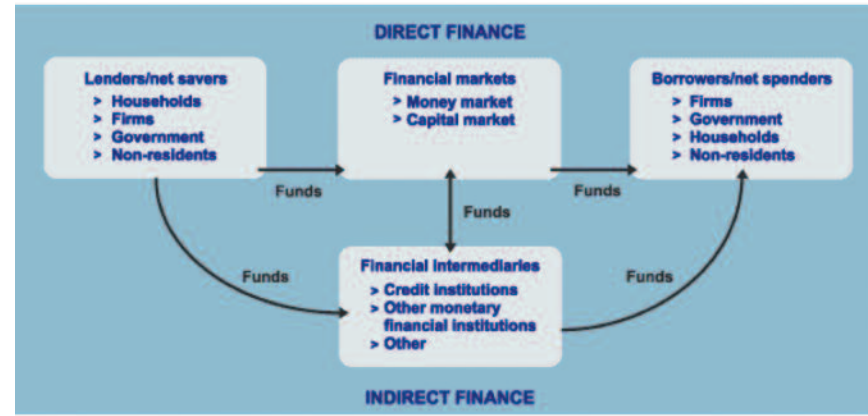 DIRECT FINANCE
Lenders/net savers
> Households
> Firms
> Government
> Non-residents
Financial markets
> Money market
> Capital market
Borrowers/net spenders
> Firms
> Government
> Households
> Non-residents
Funds
Funds
Funds
Funds
Funds
Financial intermediaries
> Credit institutions
> Other monetary
financial institutions
> Other
INDIRECT FINANCE